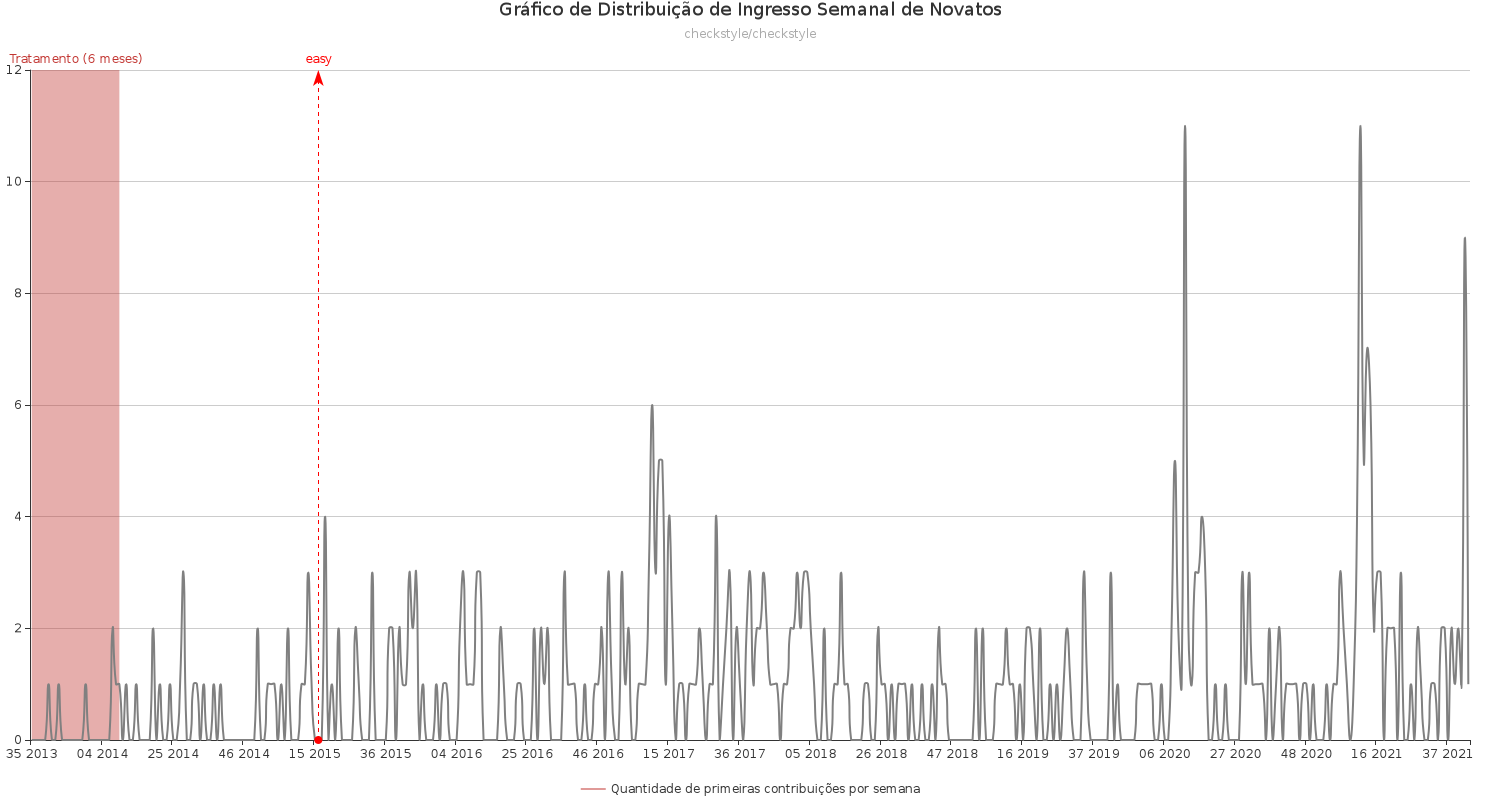 Gráfico de Distribuição de Ingresso Semanal de Novatos
checkstyle/checkstyle
Tratamento (6 meses)
easy
12
10
8
6
4
2
0
35 2013 04 2014 25 2014 46 2014 15 2015 36 2015 04 2016 25 2016 46 2016 15 2017 36 2017 05 2018 26 2018 47 2018 16 2019 37 2019 06 2020 27 2020 48 2020 16 2021 37 2021
Quantidade de primeiras contribuições por semana